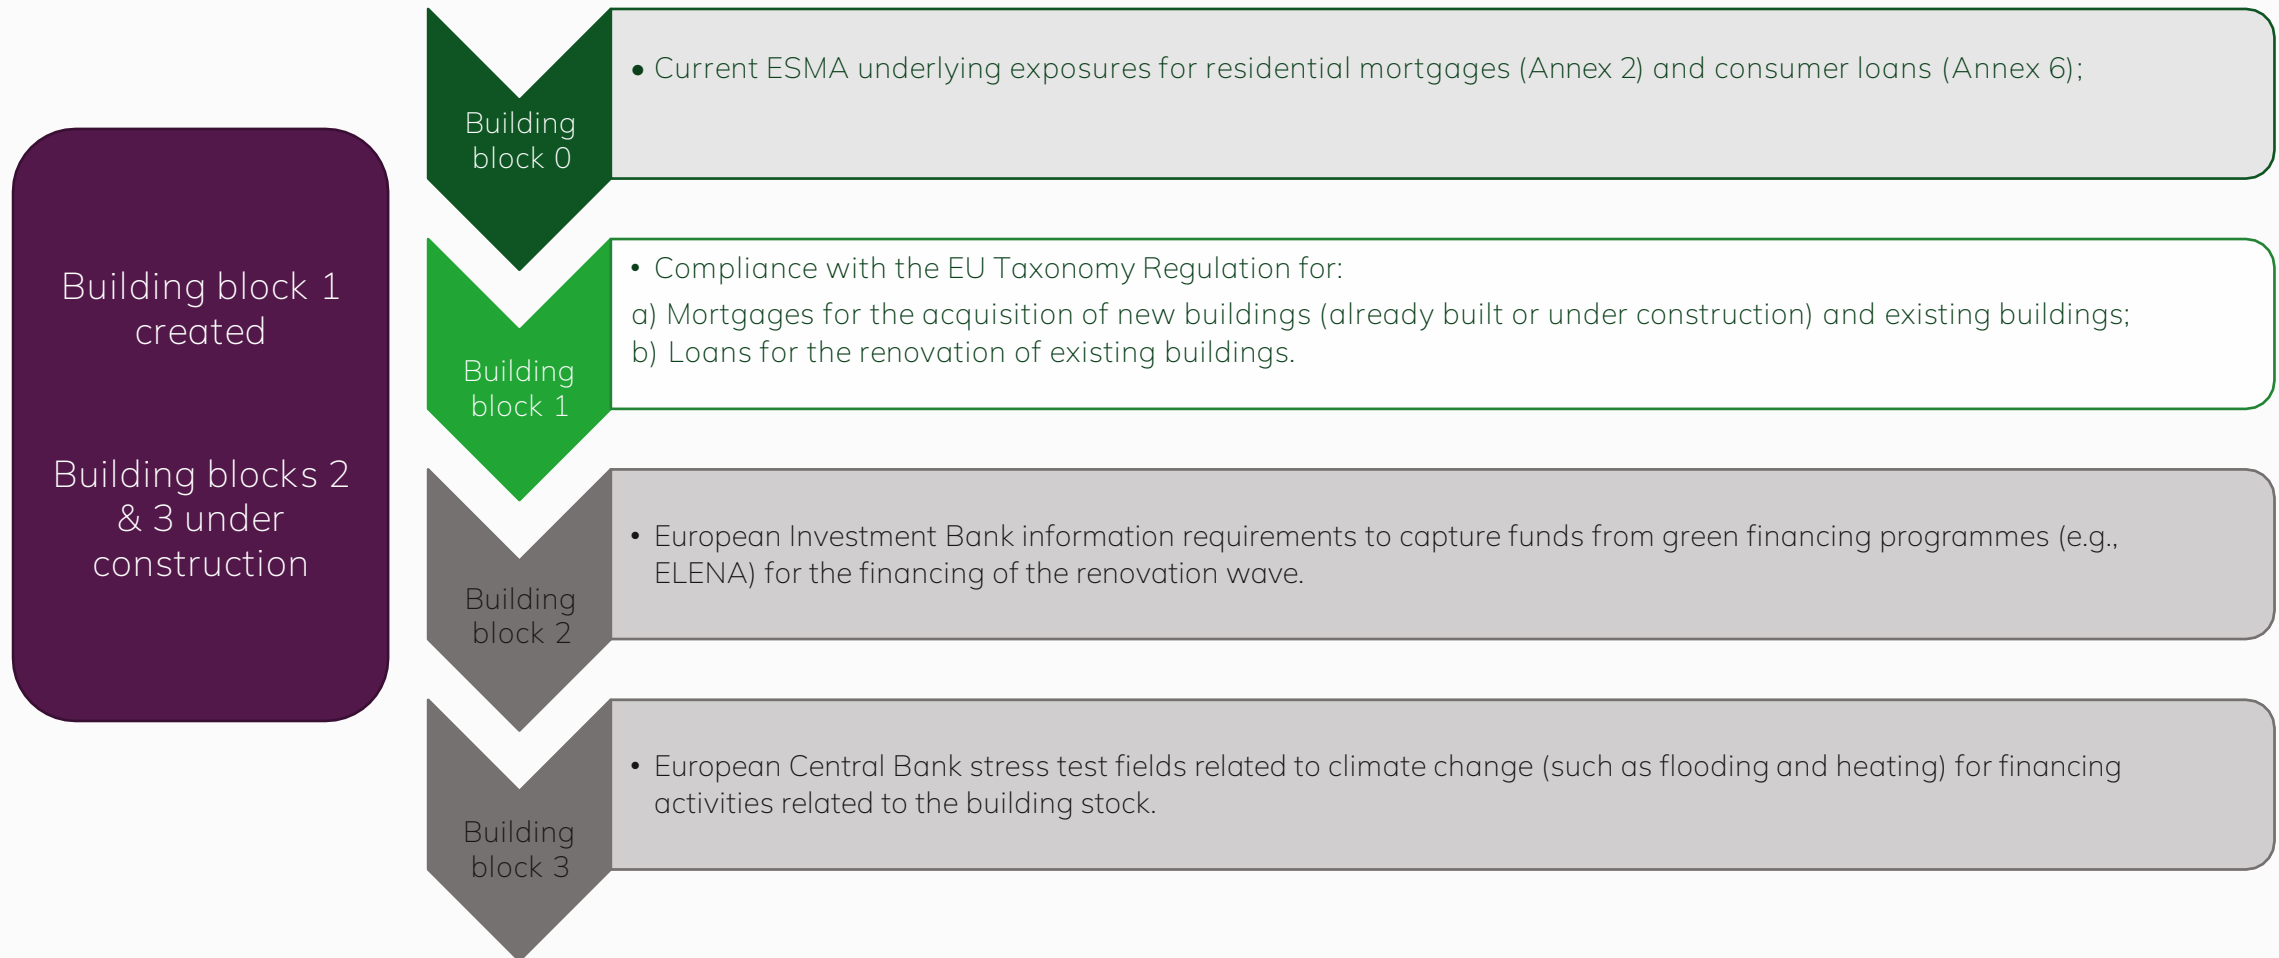 Building block 1
created
Building blocks 2
& 3 under
construction
Building
block 0
• Current ESMA underlying exposures for residential mortgages (Annex 2) and consumer loans (Annex 6);
Building
block 1
• Compliance with the EU Taxonomy Regulation for:
a) Mortgages for the acquisition of new buildings (already built or under construction) and existing buildings;
b) Loans for the renovation of existing buildings.
Building
block 2
• European Investment Bank information requirements to capture funds from green financing programmes (e.g.,
ELENA) for the financing of the renovation wave.
Building
block 3
• European Central Bank stress test fields related to climate change (such as flooding and heating) for financing
activities related to the building stock.